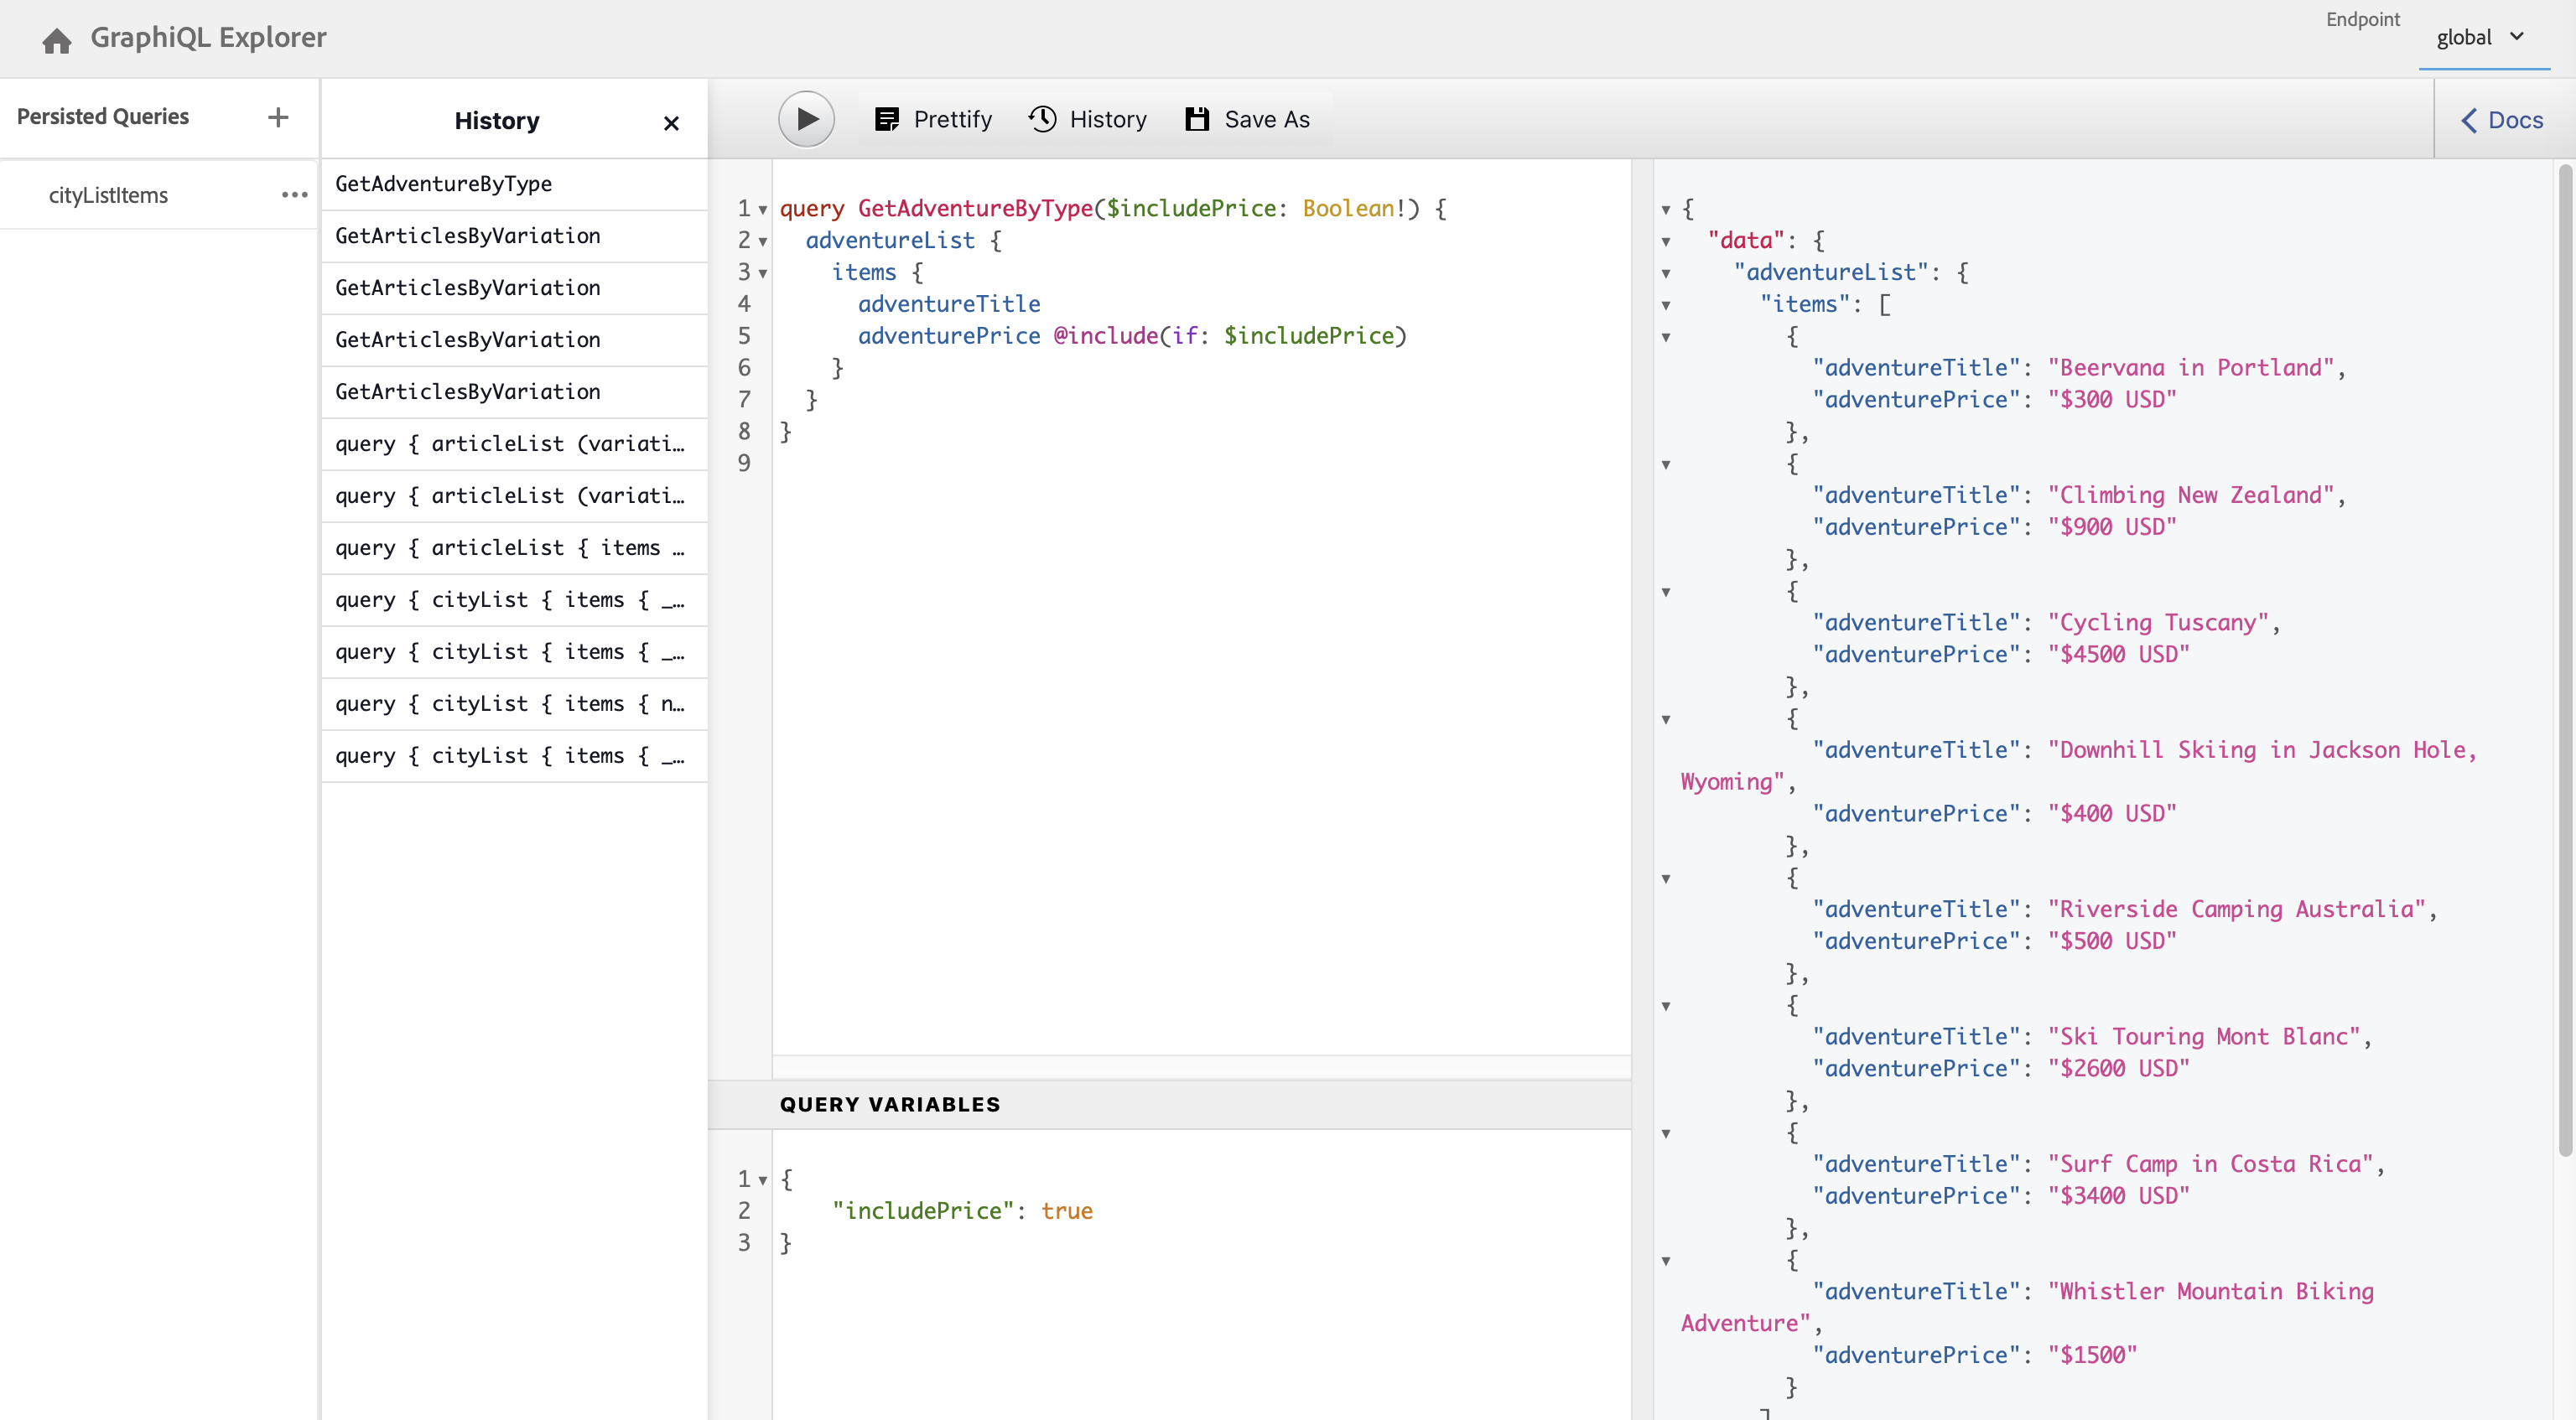 GraphiQL Explorer
Endpoint
global
Persisted Queries
cityListItems
History
GetAdventureByType
GetArticlesByVariation
GetArticlesByVariation
GetArticlesByVariation
GetArticlesByVariation
query { articleList (variati…
query { articleList (variati…
query { articleList { items …
query { cityList { items { _…
query { cityList { items { _…
query { cityList { items { n…
query { cityList { items { _…
Prettify
History
Save As
Docs
1 query GetAdventureByType($includePrice: Boolean!) {
2 adventureList {
3 items {
4 adventureTitle
5 adventurePrice @include(if: $includePrice)
6 }
7 }
8 }
9
QUERY VARIABLES
1 {
2 "includePrice": true
3 }
{
"data": {
"adventureList": {
"items": [
{
"adventureTitle": "Beervana in Portland",
"adventurePrice": "$300 USD"
},
{
"adventureTitle": "Climbing New Zealand",
"adventurePrice": "$900 USD"
},
{
"adventureTitle": "Cycling Tuscany",
"adventurePrice": "$4500 USD"
},
{
"adventureTitle": "Downhill Skiing in Jackson Hole,
Wyoming",
"adventurePrice": "$400 USD"
},
{
"adventureTitle": "Riverside Camping Australia",
"adventurePrice": "$500 USD"
},
{
"adventureTitle": "Ski Touring Mont Blanc",
"adventurePrice": "$2600 USD"
},
{
"adventureTitle": "Surf Camp in Costa Rica",
"adventurePrice": "$3400 USD"
},
{
"adventureTitle": "Whistler Mountain Biking
Adventure",
"adventurePrice": "$1500"
}
]